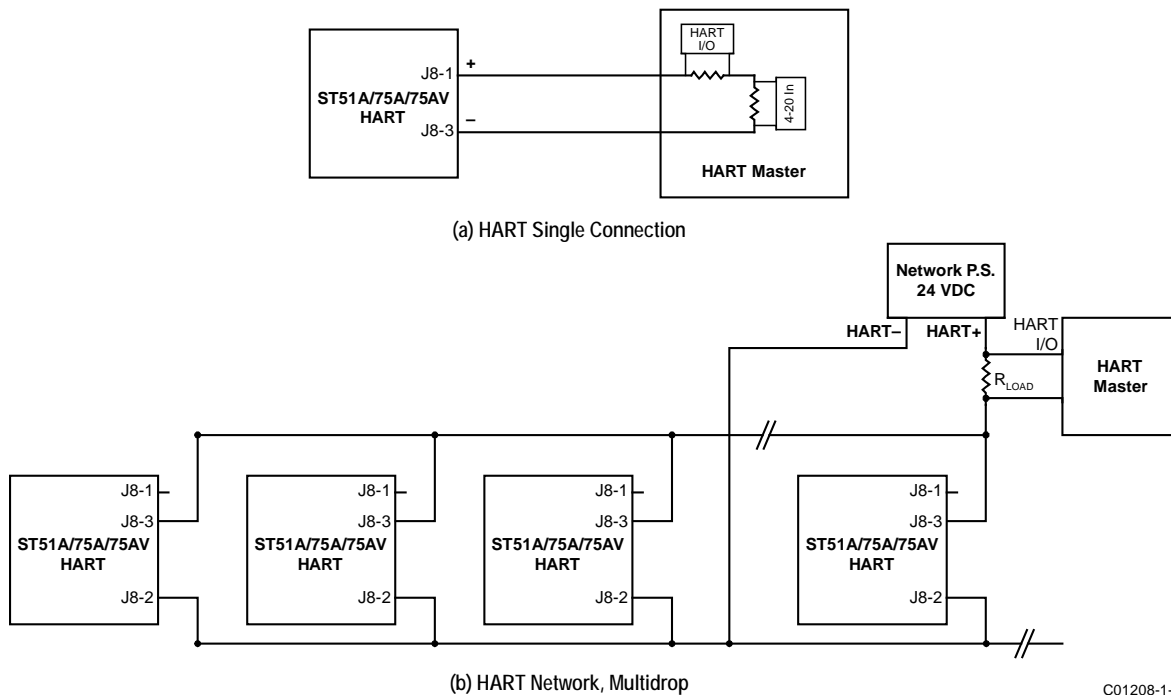 HART
I/O
+
J8-1
ST51A/75A/75AV
HART
–
J8-3
4-20 In
HART Master
(a) HART Single Connection
Network P.S.
24 VDC
HART–
HART+
HART
I/O
RLOAD
HART
Master
J8-1
J8-3
ST51A/75A/75AV
HART
J8-2
J8-1
J8-3
ST51A/75A/75AV
HART
J8-2
J8-1
J8-3
ST51A/75A/75AV
HART
J8-2
J8-1
J8-3
ST51A/75A/75AV
HART
J8-2
(b) HART Network, Multidrop
C01208-1-